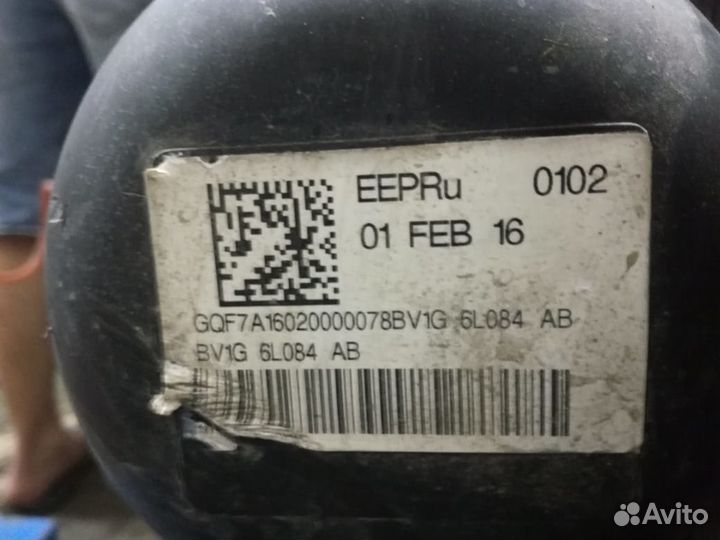 EEPRu 0102
01 FEB 16
GQF7A16020000078BV1G 6L084 AB
BV1G 6L084 AB
Avito